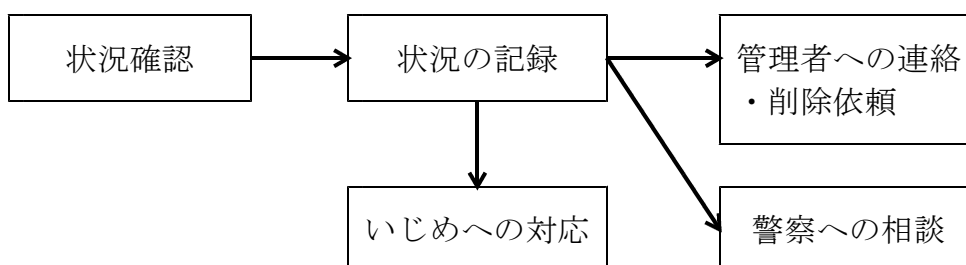 状況確認
状況の記録
管理者への連絡
・削除依頼
いじめへの対応
警察への相談